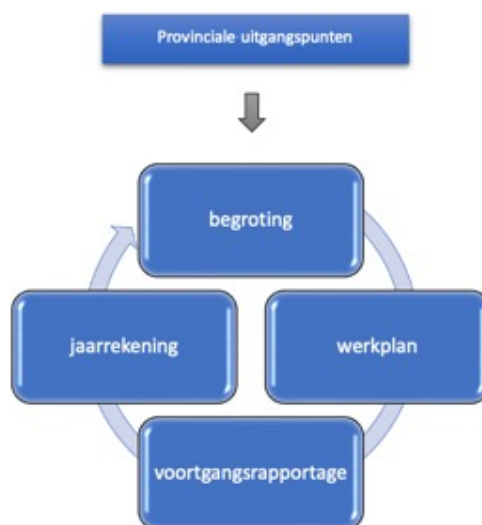 Provinciale uitgangspunten
begroting
jaarrekening
werkplan
voortgangsrapportage